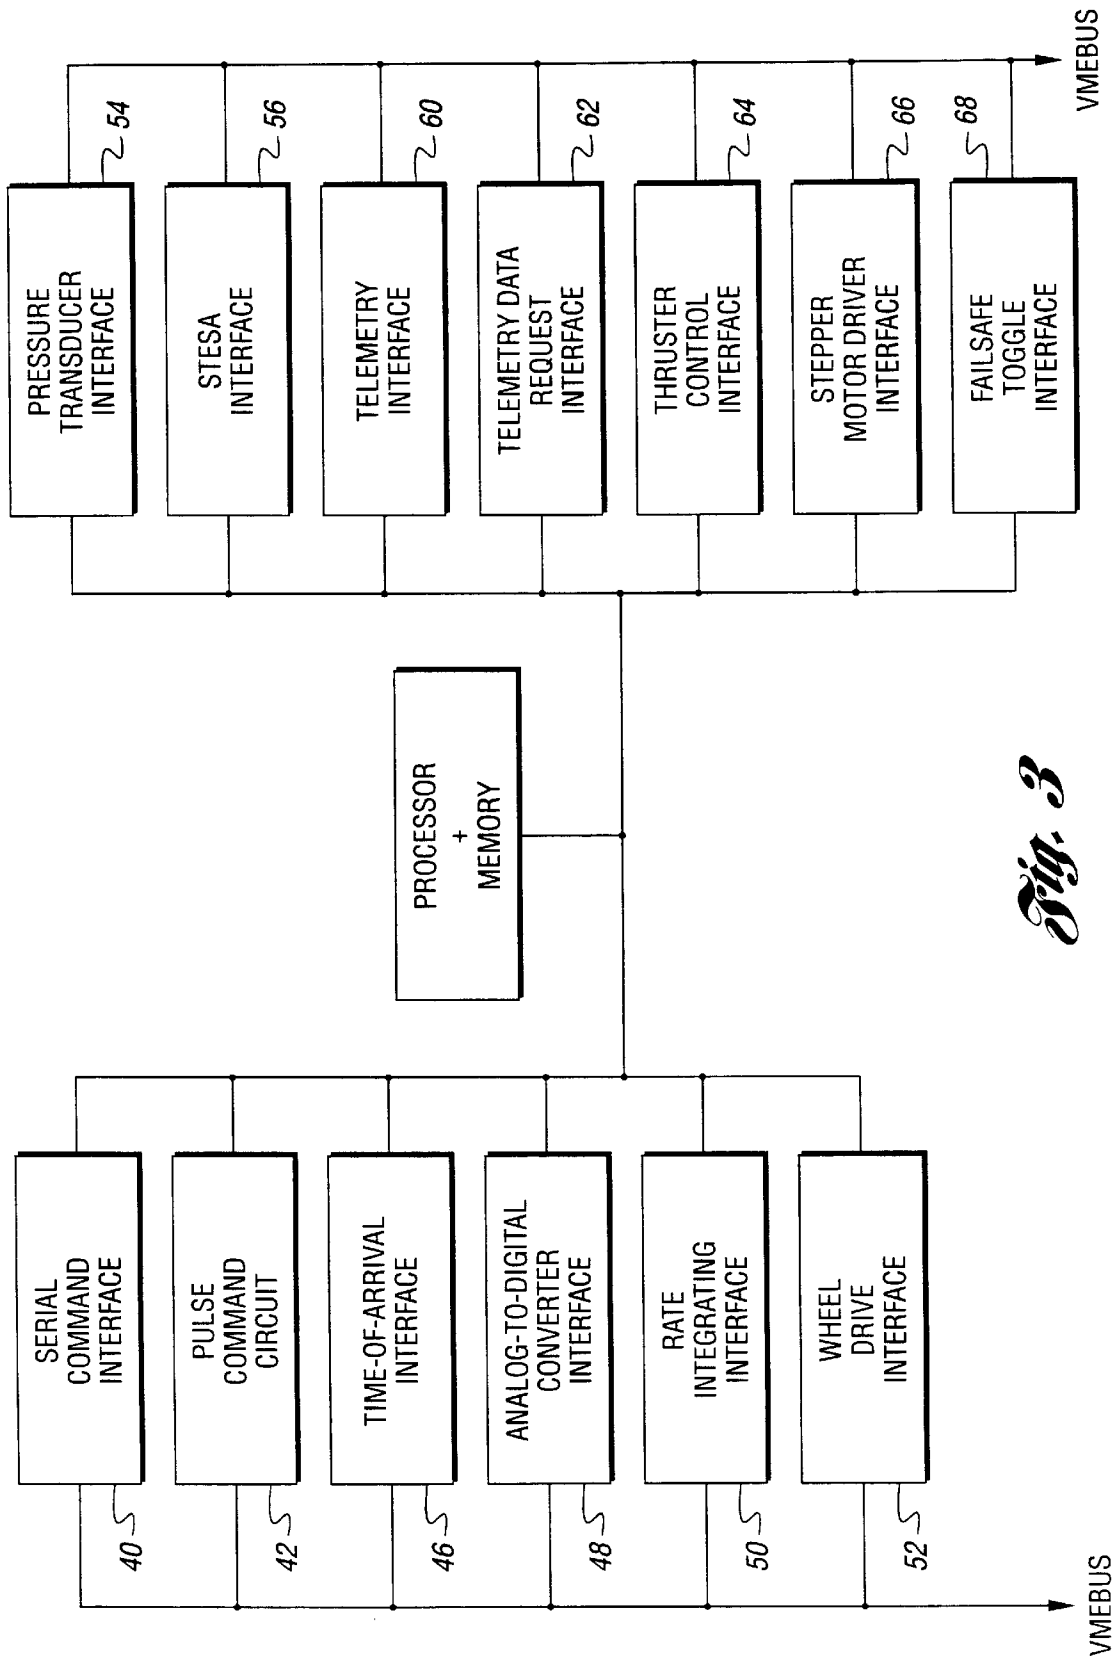 SERIAL
COMMAND
INTERFACE
40
PULSE
COMMAND
CIRCUIT
42
TIME-OF-ARRIVAL
INTERFACE
46
ANALOG-TO-DIGITAL
CONVERTER
INTERFACE
48
RATE
INTEGRATING
INTERFACE
50
WHEEL
DRIVE
INTERFACE
52
VMEBUS
PROCESSOR
+
MEMORY
PRESSURE
TRANSDUCER
INTERFACE
54
STESA
INTERFACE
56
TELEMETRY
INTERFACE
60
TELEMETRY DATA
REQUEST
INTERFACE
62
THRUSTER
CONTROL
INTERFACE
64
STEPPER
MOTOR DRIVER
INTERFACE
66
FAILSAFE
TOGGLE
INTERFACE
68
VMEBUS
Fig. 3